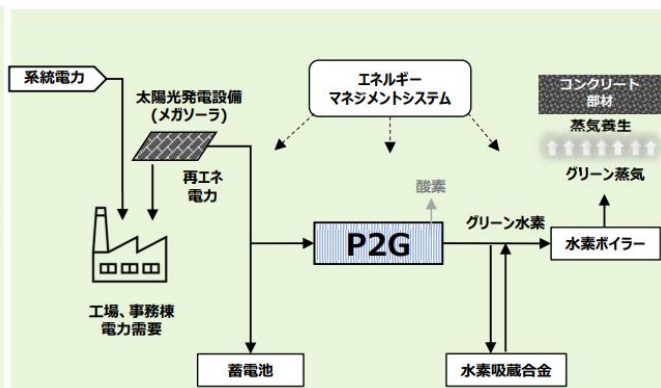 系統電力
太陽光発電設備
(メガソーラ)
エネルギー
マネジメントシステム
コンクリート
部材
蒸気養生
グリーン蒸気
再エネ
電力
酸素
グリーン水素
P2G
水素ボイラー
工場、事務棟
電力需要
蓄電池
水素吸蔵合金